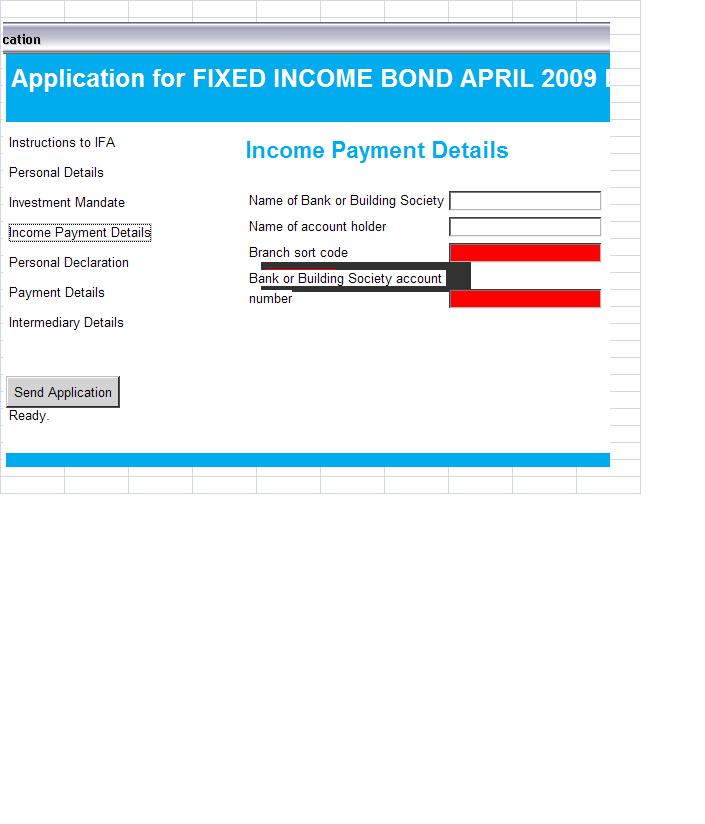 cation
Application for FIXED INCOME BOND APRIL 2009
Instructions to IFA
Personal Details
Investment Mandate
Income Payment Details
Personal Declaration
Payment Details
Intermediary Details
Send Application
Ready.
Income Payment Details
Name of Bank or Building Society
Name of account holder
Branch sort code
Bank or Building Society account
number